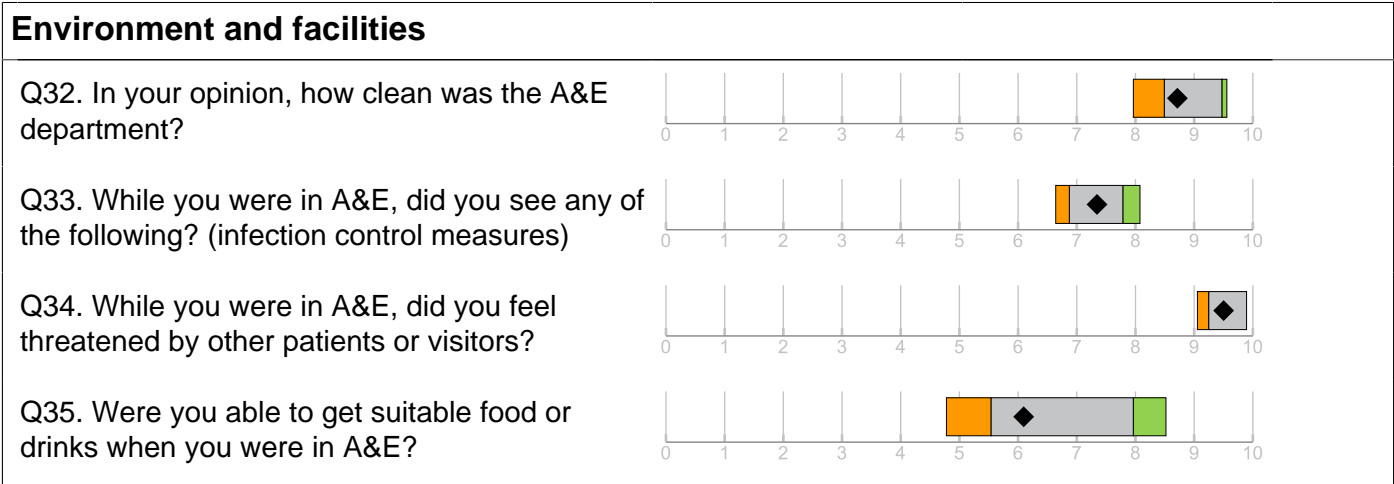 Environment and facilities
Q32. In your opinion, how clean was the A&E
department?
0 1 2 3 4 5 6 7 8 9 10
Q33. While you were in A&E, did you see any of
the following? (infection control measures)
0 1 2 3 4 5 6 7 8 9 10
Q34. While you were in A&E, did you feel
threatened by other patients or visitors?
0 1 2 3 4 5 6 7 8 9 10
Q35. Were you able to get suitable food or
drinks when you were in A&E?
0 1 2 3 4 5 6 7 8 9 10